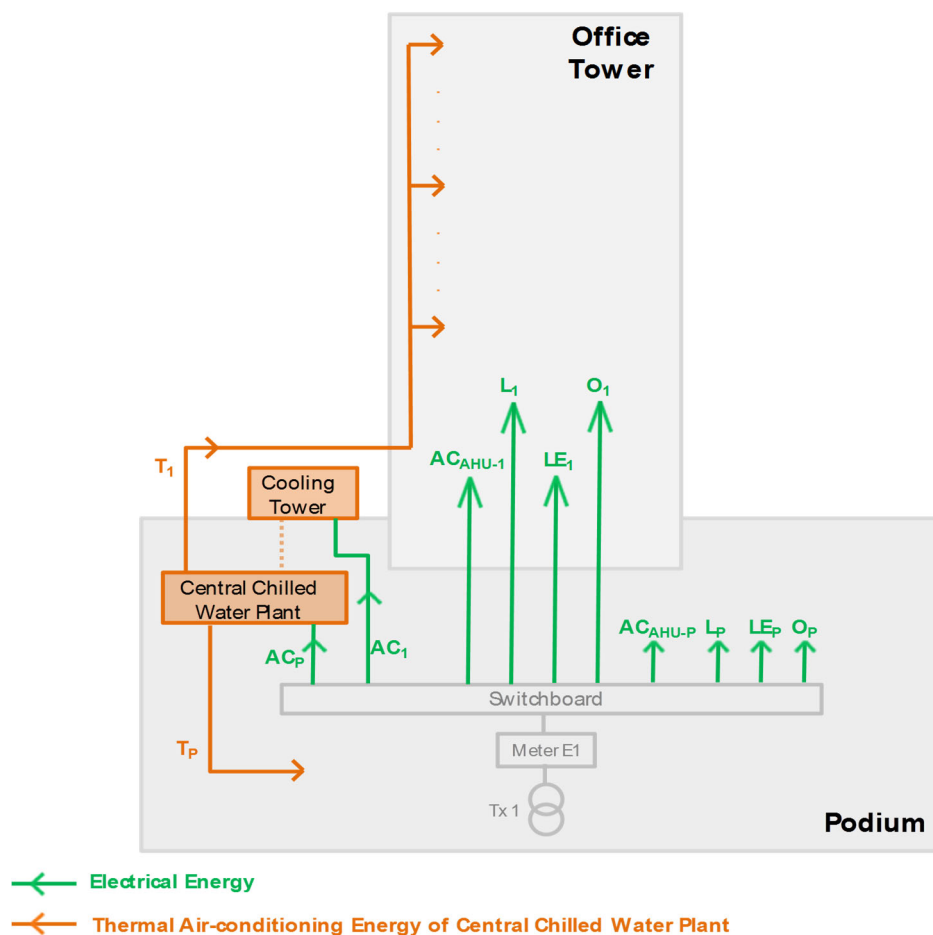 Office
Tower
L1
O1
ACAHU-1
LE1
T1
Cooling
Tower
Central Chilled
Water Plant
ACP
AC1
ACAHU-P
LP
LEP
OP
Switchboard
Meter E1
TP
Tx 1
Podium
Electrical Energy
Thermal Air-conditioning Energy of Central Chilled Water Plant